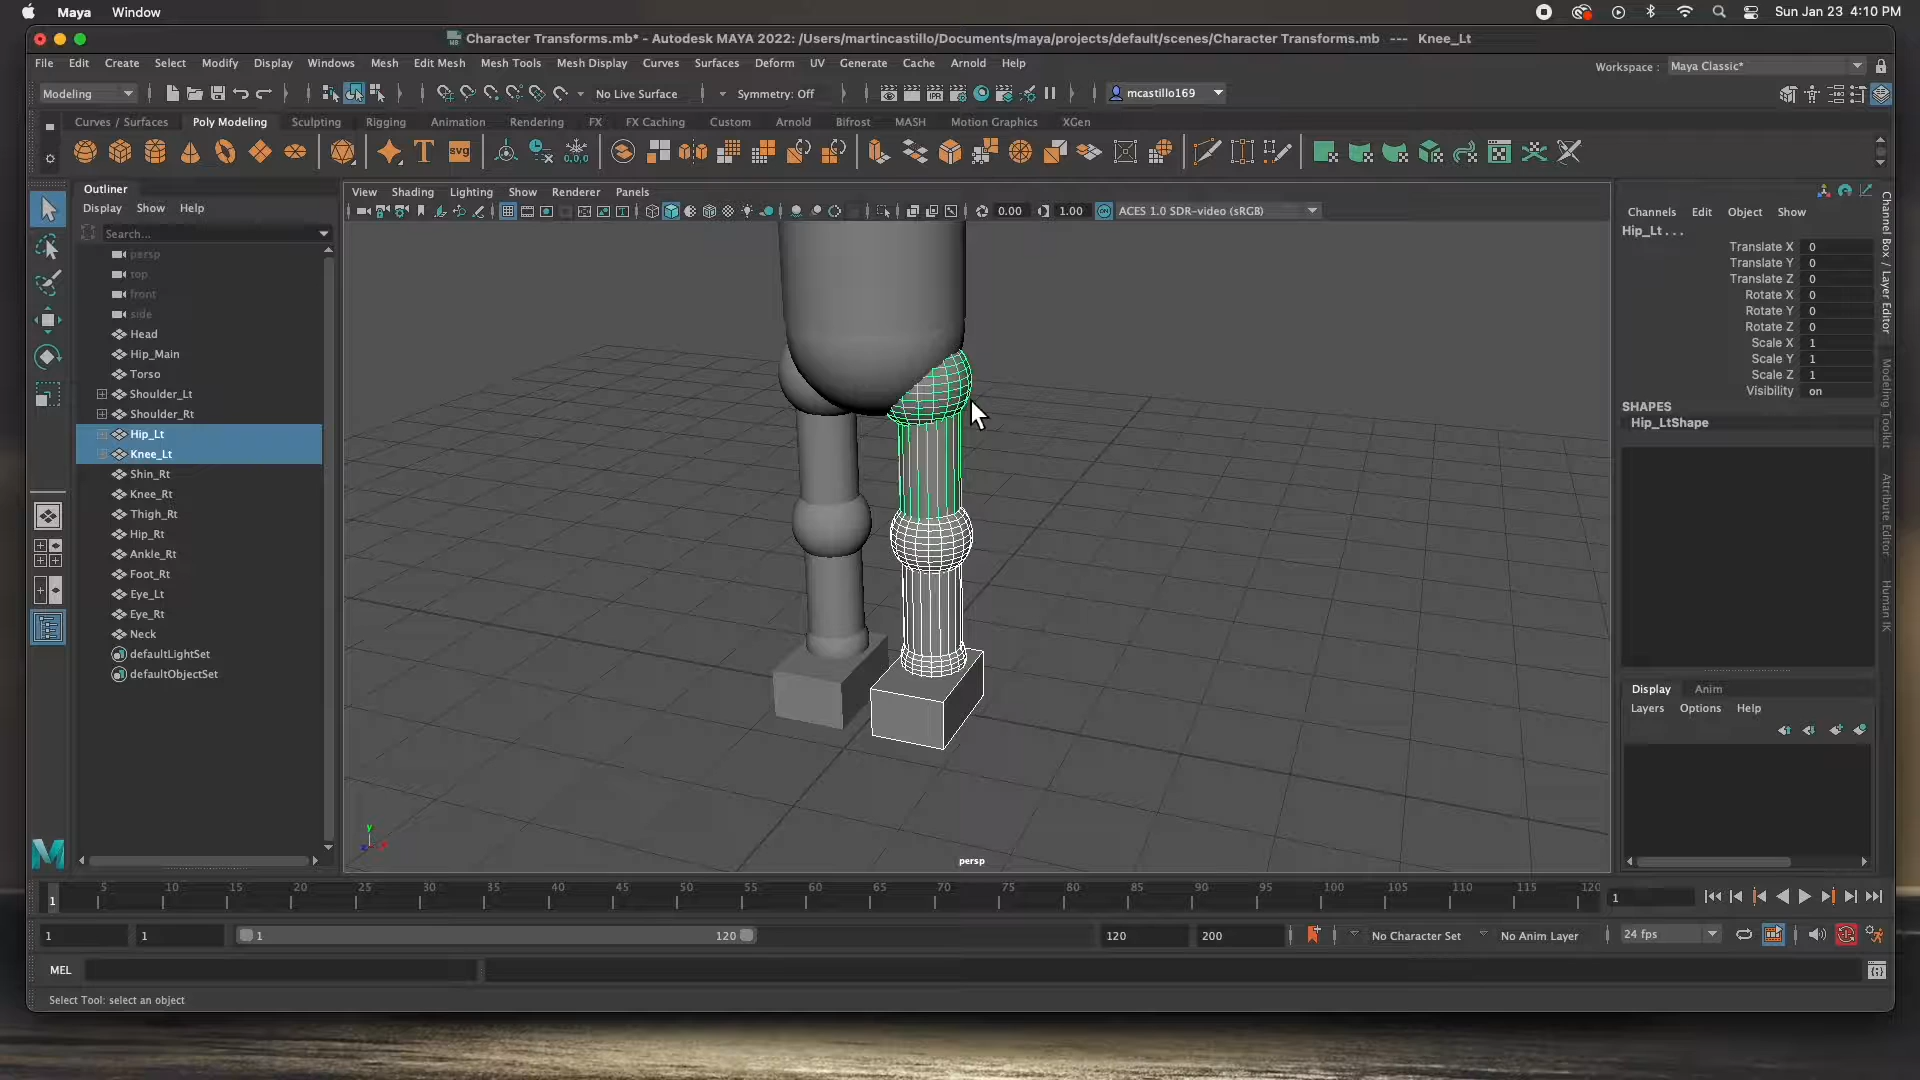 Maya Window Sun Jan 23 4:10 PM
Character Transforms.mb* - Autodesk MAYA 2022: /Users/martincastillo/Documents/maya/projects/default/scenes/Character Transforms.mb --- Knee_Lt
File Edit Create Select Modify Display Windows Mesh Edit Mesh Mesh Tools Mesh Display Curves Surfaces Deform UV Generate Cache Arnold Help
Workspace : Maya Classic*
Modeling No Live Surface Symmetry: Off mcastillo169
Curves / Surfaces Poly Modeling Sculpting Rigging Animation Rendering FX FX Caching Custom Arnold Bifrost MASH Motion Graphics XGen
T SVG 0,0,0
IPR
Outliner
Display Show Help
Search...
persp
top
front
side
Head
Hip_Main
Torso
Shoulder_Lt
Shoulder_Rt
Hip_Lt
Knee_Lt
Shin_Rt
Knee_Rt
Thigh_Rt
Hip_Rt
Ankle_Rt
Foot_Rt
Eye_Lt
Eye_Rt
Neck
defaultLightSet
defaultObjectSet
View Shading Lighting Show Renderer Panels
0.00 1.00 ON ACES 1.0 SDR-video (sRGB)
y
z x
persp
Channels Edit Object Show
Hip_Lt . . .
Translate X 0
Translate Y 0
Translate Z 0
Rotate X 0
Rotate Y 0
Rotate Z 0
Scale X 1
Scale Y 1
Scale Z 1
Visibility on
SHAPES
Hip_LtShape
Channel Box / Layer Editor
Modeling Toolkit
Attribute Editor
Human IK
Display Anim
Layers Options Help
1 5 10 15 20 25 30 35 40 45 50 55 60 65 70 75 80 85 90 95 100 105 110 115 120
1
1 1 1 120 120 200 No Character Set No Anim Layer 24 fps
MEL
Select Tool: select an object